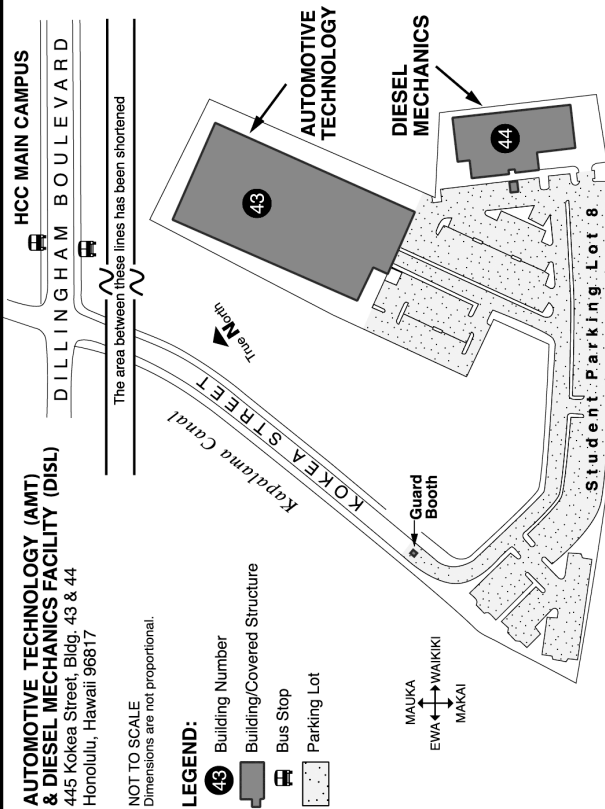 AUTOMOTIVE TECHNOLOGY (AMT)
& DIESEL MECHANICS FACILITY (DISL)
445 Kokea Street, Bldg. 43 & 44
Honolulu, Hawaii 96817
NOT TO SCALE
Dimensions are not proportional.
LEGEND:
43 Building Number
Building/Covered Structure
Bus Stop
Parking Lot
MAUKA
EWA WAIKIKI
MAKAI
HCC MAIN CAMPUS
DILLINGHAM BOULEVARD
The area between these lines has been shortened
True North
KOKEA STREET
Kapalama Canal
Guard
Booth
AUTOMOTIVE
TECHNOLOGY
43
DIESEL
MECHANICS
44
Student Parking Lot 8